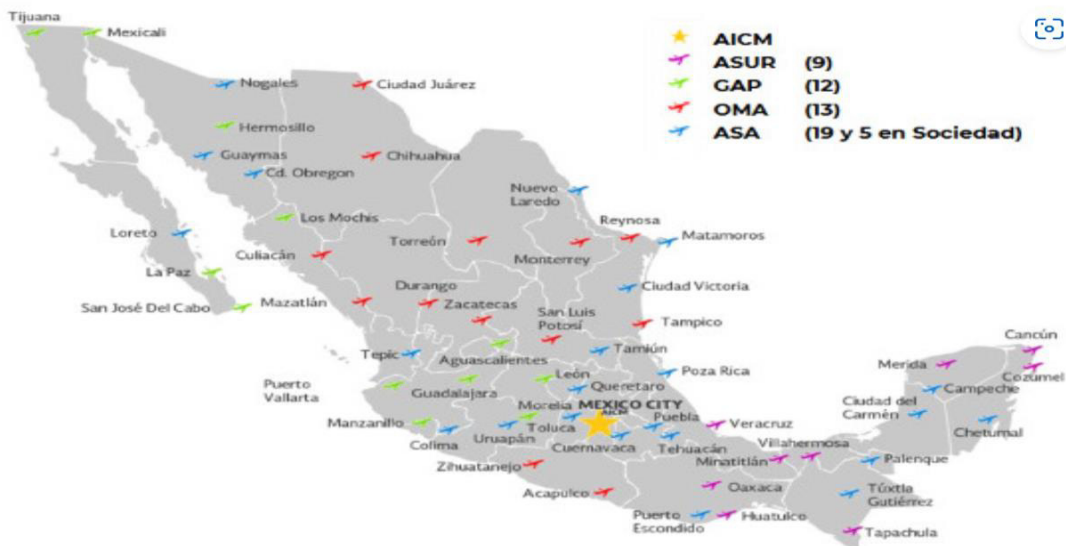 Tijuana
Mexicali
Nogales
Ciudad Juárez
Hermosillo
Guaymas
Cd. Obregon
Chihuahua
Los Mochis
Loreto
La Paz
San José Del Cabo
Culiacán
Mazatlán
Torreón
Durango
Zacatecas
Nuevo
Laredo
Reynosa
Monterrey
Matamoros
Ciudad Victoria
San Luis
Potosí
Tampico
Tepic
Aguascalientes
Tamiún
Puerto
Vallarta
Guadalajara
León
Queretaro
Poza Rica
Manzanillo
Colima
Uruapán
Morelia
Toluca
MEXICO CITY
AICM
Cuernavaca
Puebla
Tehuacán
Zihuatanejo
Acapulco
Veracruz
Villahermosa
Minatitlán
Oaxaca
Puerto
Escondido
Huatulco
Cancún
Merida
Cozumel
Campeche
Ciudad del
Carmén
Chetumal
Palenque
Túxtla
Gutiérrez
Tapachula
AICM
ASUR (9)
GAP (12)
OMA (13)
ASA (19 y 5 en Sociedad)